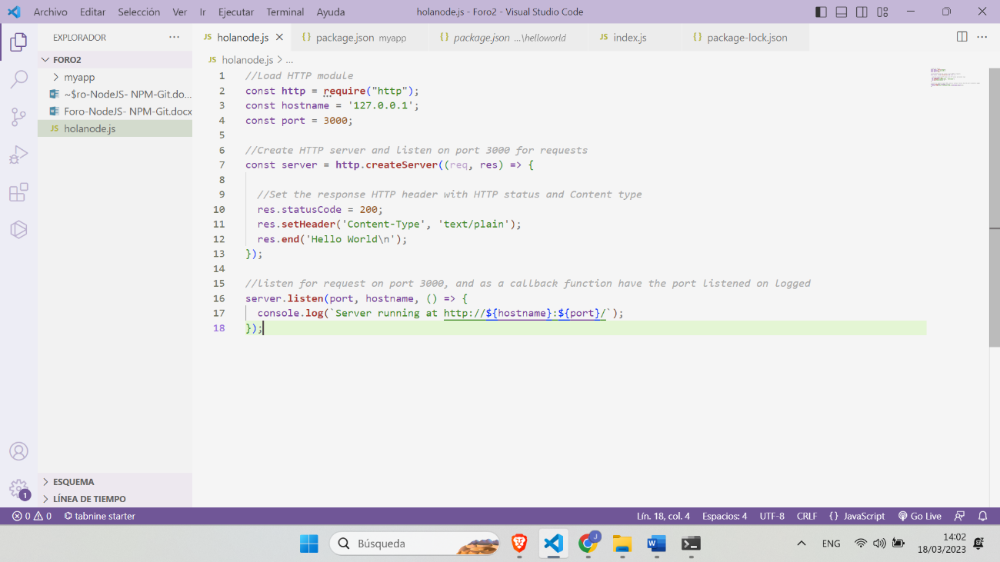 Archivo Editar Selección Ver Ir Ejecutar Terminal Ayuda holanode.js - Foro2 - Visual Studio Code
EXPLORADOR ··· JS holanode.js × {} package.json myapp {} package.json ...\helloworld JS index.js {} package-lock.json ···
FORO2
myapp
~$ro-NodeJS- NPM-Git.do...
Foro-NodeJS- NPM-Git.docx
JS holanode.js
ESQUEMA
LÍNEA DE TIEMPO
1
JS holanode.js > ...
1 //Load HTTP module
2 const http = require("http");
3 const hostname = '127.0.0.1';
4 const port = 3000;
5
6 //Create HTTP server and listen on port 3000 for requests
7 const server = http.createServer((req, res) => {
8
9 //Set the response HTTP header with HTTP status and Content type
10 res.statusCode = 200;
11 res.setHeader('Content-Type', 'text/plain');
12 res.end('Hello World\n');
13 });
14
15 //listen for request on port 3000, and as a callback function have the port listened on logged
16 server.listen(port, hostname, () => {
17 console.log(`Server running at http://${hostname}:${port}/`);
18 });
0 0 tabnine starter Lín. 18, col. 4 Espacios: 4 UTF-8 CRLF {} JavaScript Go Live
Búsqueda J W ENG 14:02
18/03/2023